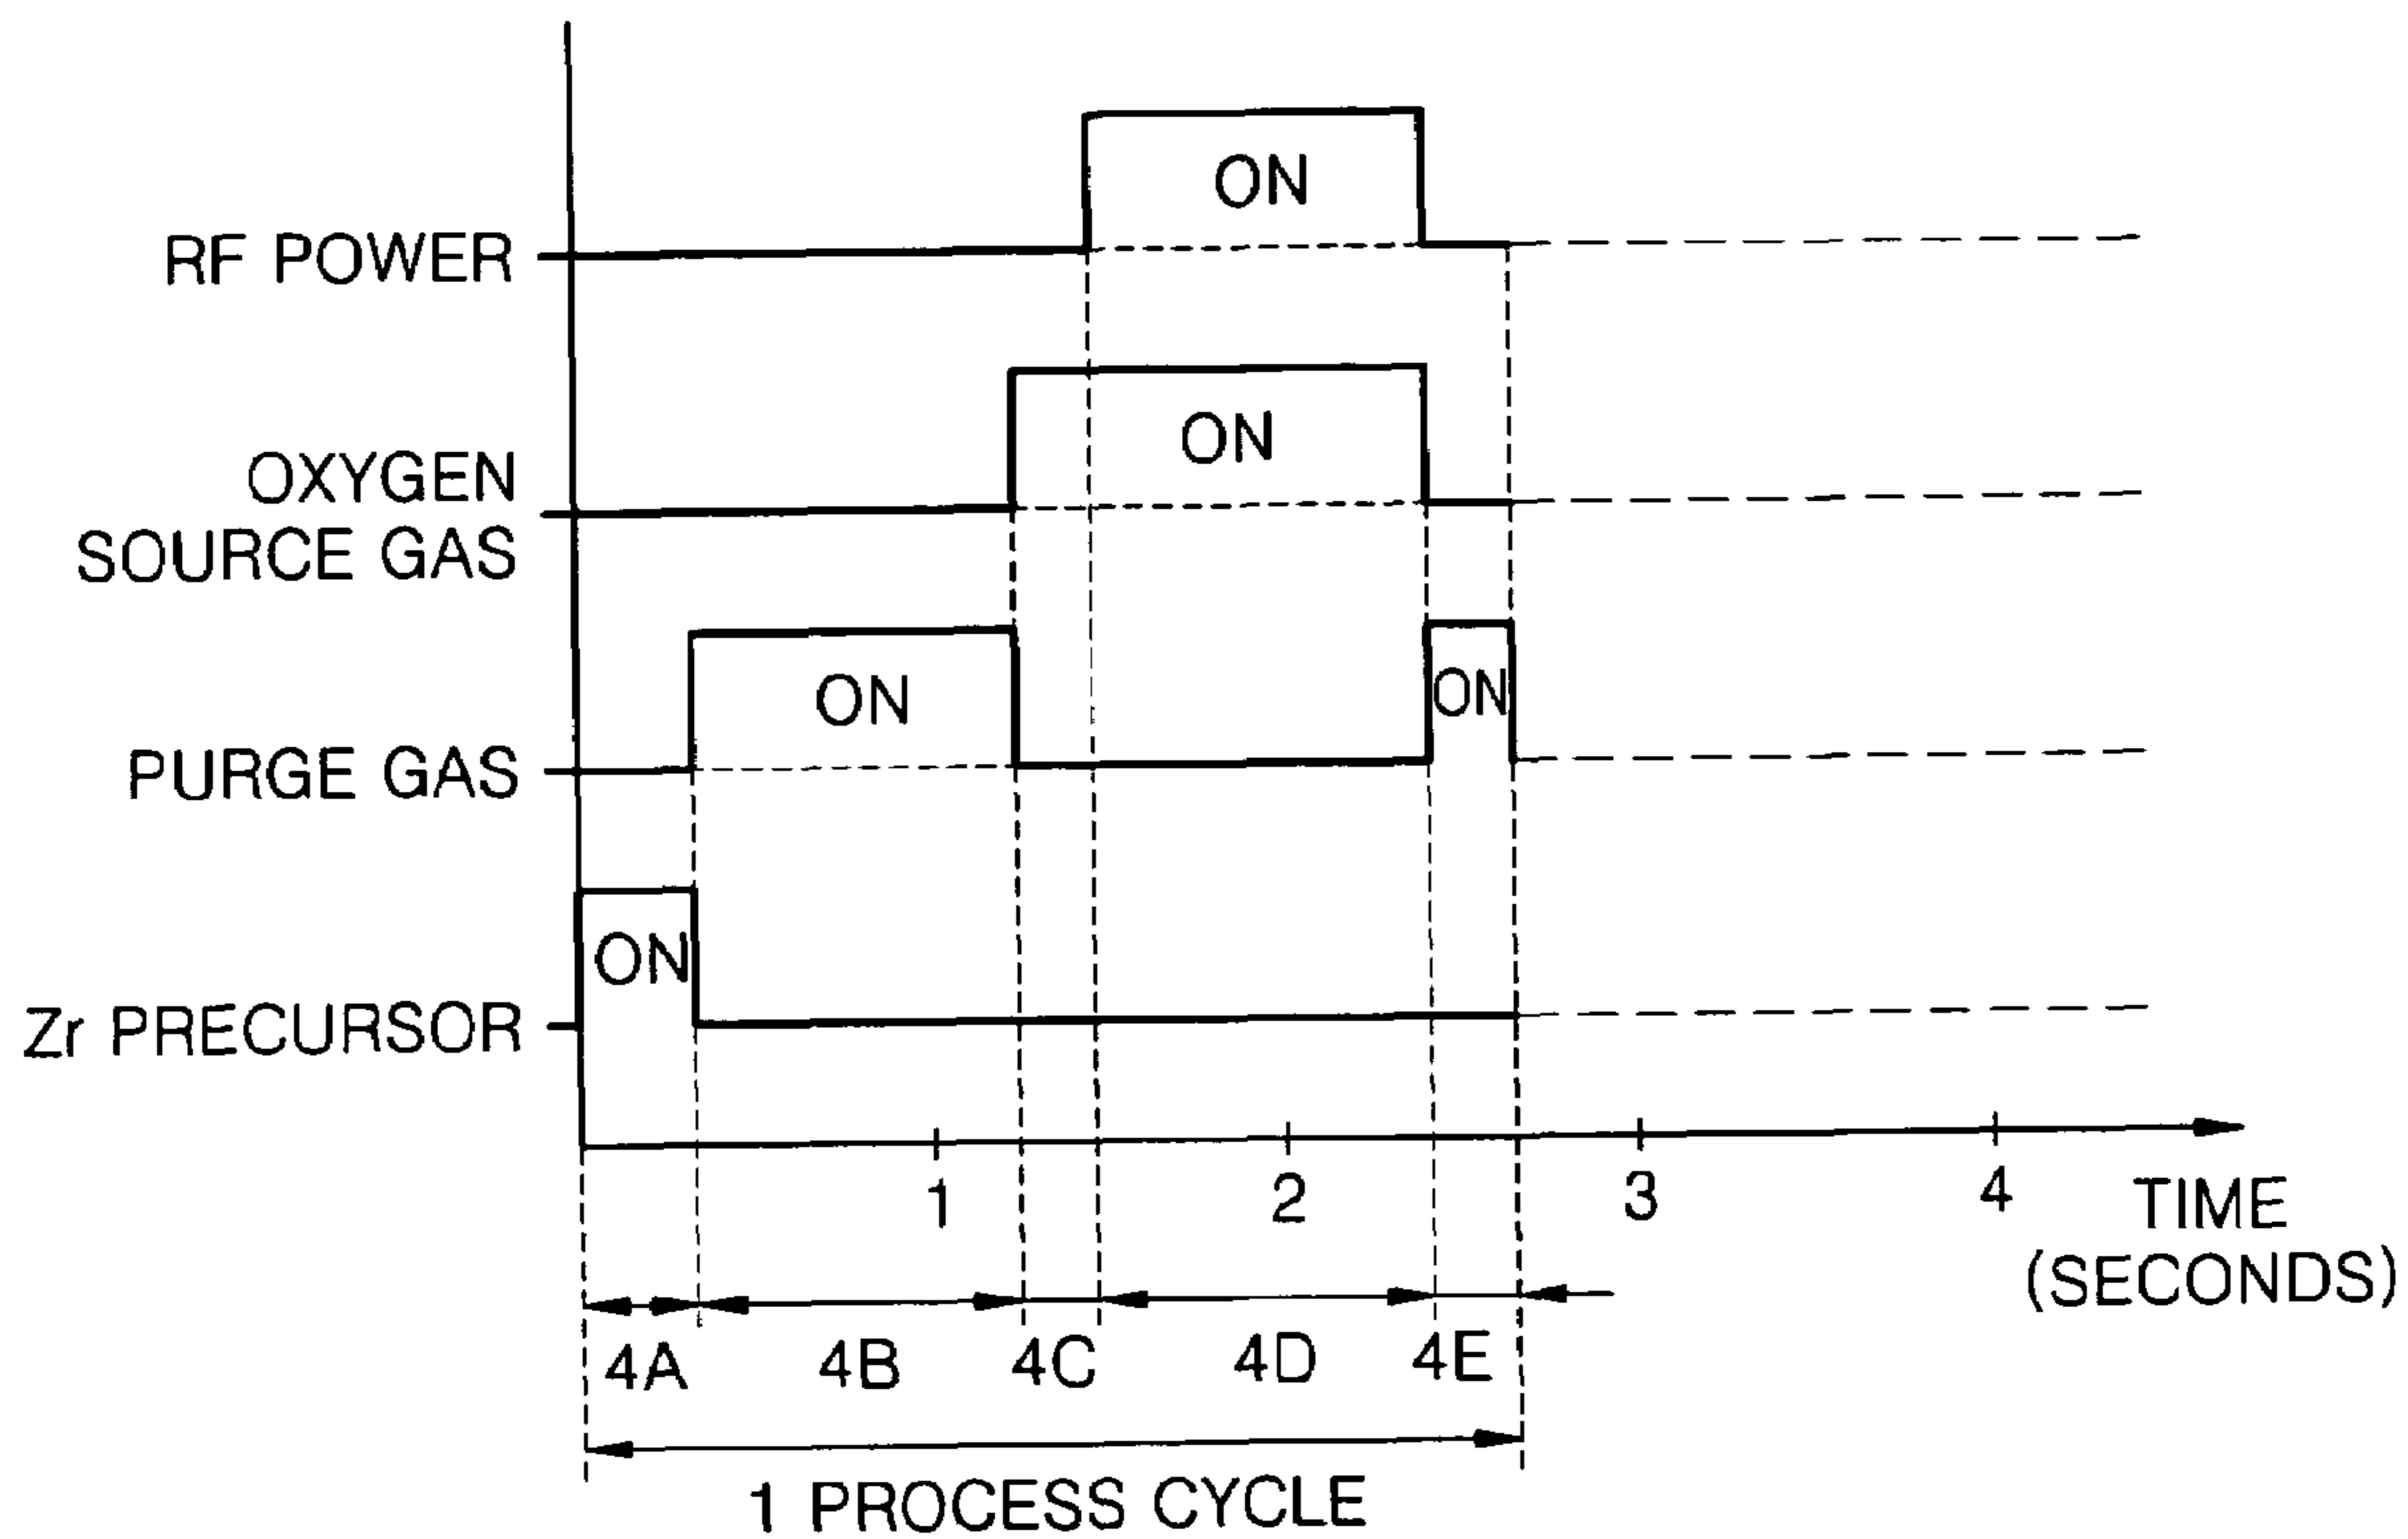 ON
RF POWER
ON
OXYGEN
SOURCE GAS
ON
ON
PURGE GAS
ON
Zr PRECURSOR
1 2 3 4 TIME
(SECONDS)
4A 4B 4C 4D 4E
1 PROCESS CYCLE